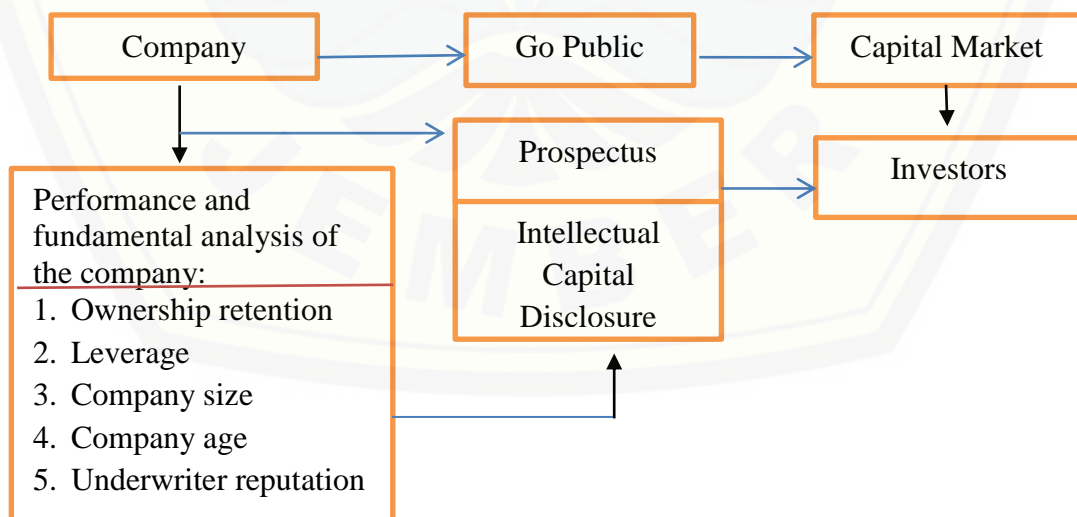 Company
Go Public
Capital Market
Prospectus
Investors
Performance and
fundamental analysis of
the company:
1. Ownership retention
2. Leverage
3. Company size
4. Company age
5. Underwriter reputation
Intellectual
Capital
Disclosure
JEMBER